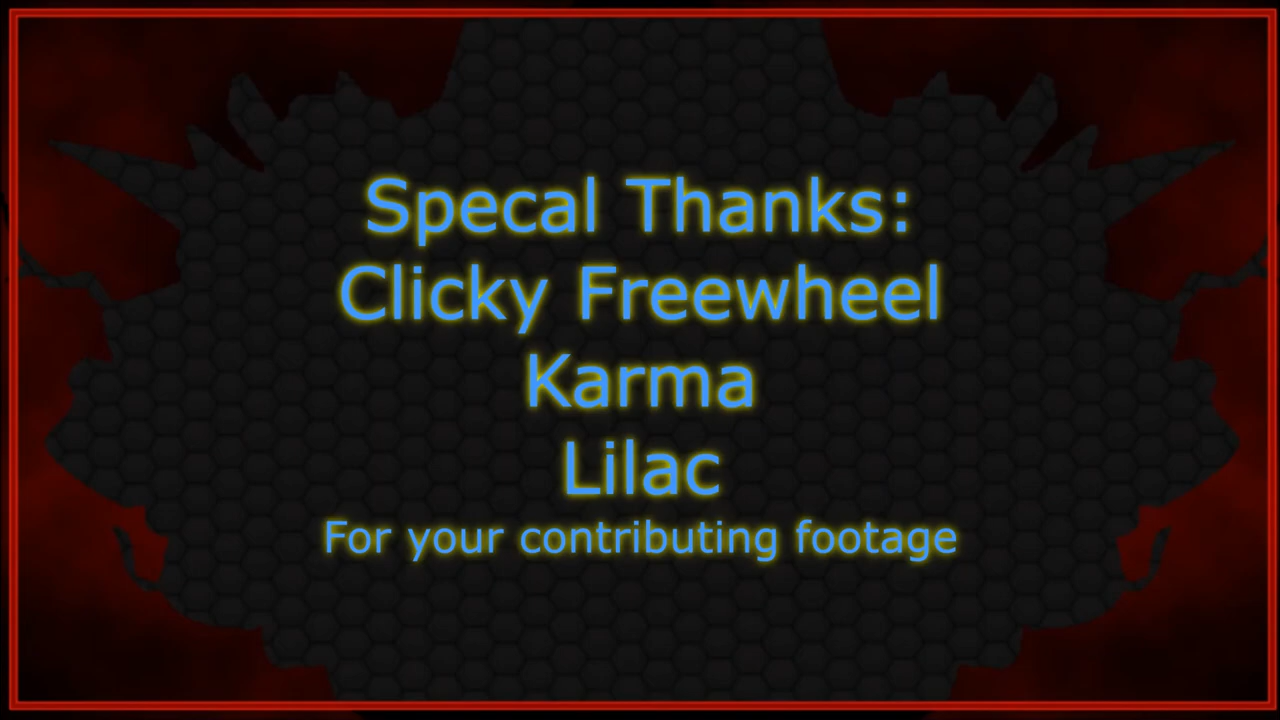 Specal Thanks:
Clicky Freewheel
Karma
Lilac
For your contributing footage